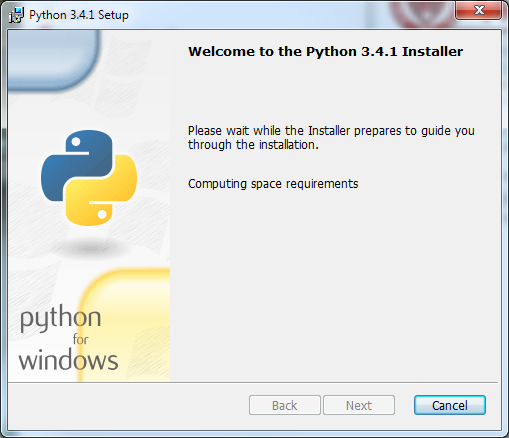 Python 3.4.1 Setup
Welcome to the Python 3.4.1 Installer
Please wait while the Installer prepares to guide you
through the installation.
Computing space requirements
python
for
windows
Back
Next
Cancel